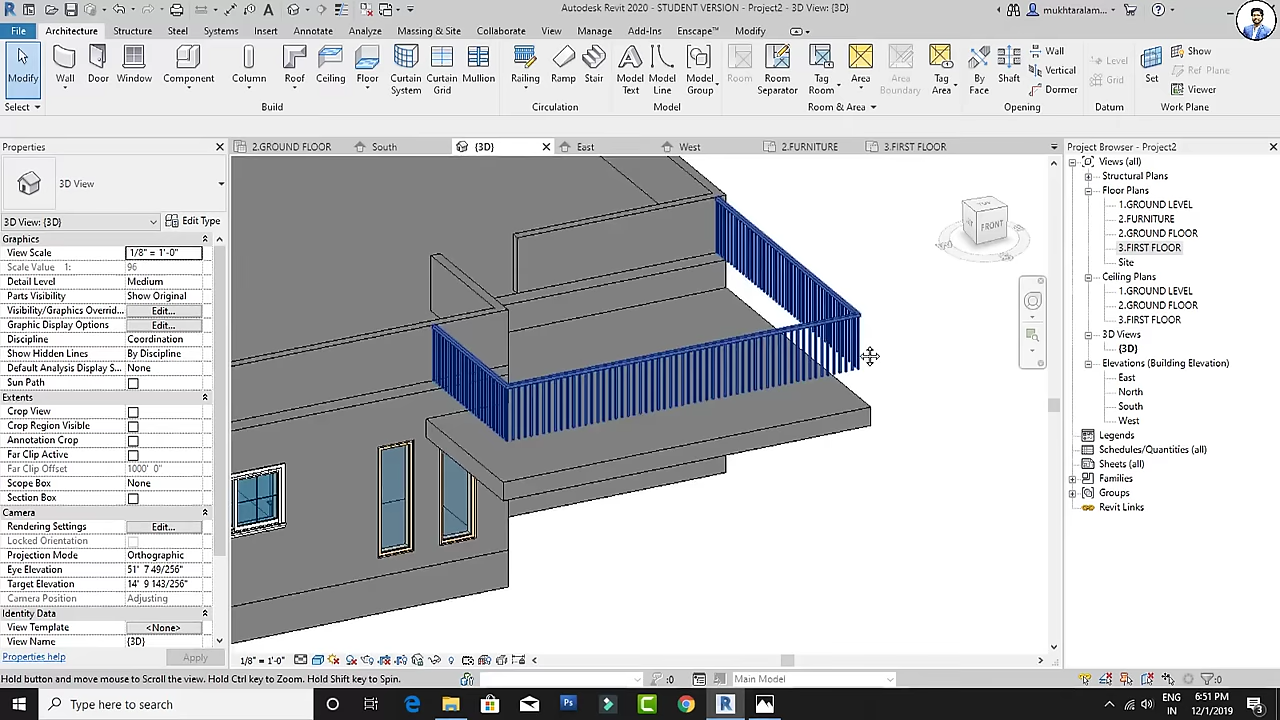 Autodesk Revit 2020 - STUDENT VERSION - Project2 - 3D View: {3D}
mukhtaralam...
File Architecture Structure Steel Systems Insert Annotate Analyze Massing & Site Collaborate View Manage Add-Ins Enscape™ Modify
Modify Wall Door Window Component Column Roof Ceiling Floor Curtain System Curtain Grid Mullion Railing Ramp Stair Model Text Model Line Model Group Room Room Separator Tag Room Area Area Boundary Tag Area By Face Shaft Wall Vertical Dormer Level Grid Set Show Ref Plane Viewer
Select Build Circulation Model Room & Area Opening Datum Work Plane
Properties
2.GROUND FLOOR South {3D} East West 2.FURNITURE 3.FIRST FLOOR
Project Browser - Project2
3D View
3D View: {3D} Edit Type
Graphics
View Scale 1/8" = 1'-0"
Scale Value 1: 96
Detail Level Medium
Parts Visibility Show Original
Visibility/Graphics Overrid... Edit...
Graphic Display Options Edit...
Discipline Coordination
Show Hidden Lines By Discipline
Default Analysis Display S... None
Sun Path
Extents
Crop View
Crop Region Visible
Annotation Crop
Far Clip Active
Far Clip Offset 1000' 0"
Scope Box None
Section Box
Camera
Rendering Settings Edit...
Locked Orientation
Projection Mode Orthographic
Eye Elevation 51' 7 49/256"
Target Elevation 14' 9 143/256"
Camera Position Adjusting
Identity Data
View Template <None>
View Name {3D}
Properties help Apply
FRONT
Views (all)
Structural Plans
Floor Plans
1.GROUND LEVEL
2.FURNITURE
2.GROUND FLOOR
3.FIRST FLOOR
Site
Ceiling Plans
1.GROUND LEVEL
2.GROUND FLOOR
3.FIRST FLOOR
3D Views
{3D}
Elevations (Building Elevation)
East
North
South
West
Legends
Schedules/Quantities (all)
Sheets (all)
Families
Groups
Revit Links
1/8" = 1'-0"
Hold button and move mouse to Scroll the view. Hold Ctrl key to Zoom. Hold Shift key to Spin.
:0
Main Model
:0
Type here to search
ENG
IN
6:51 PM
12/1/2019